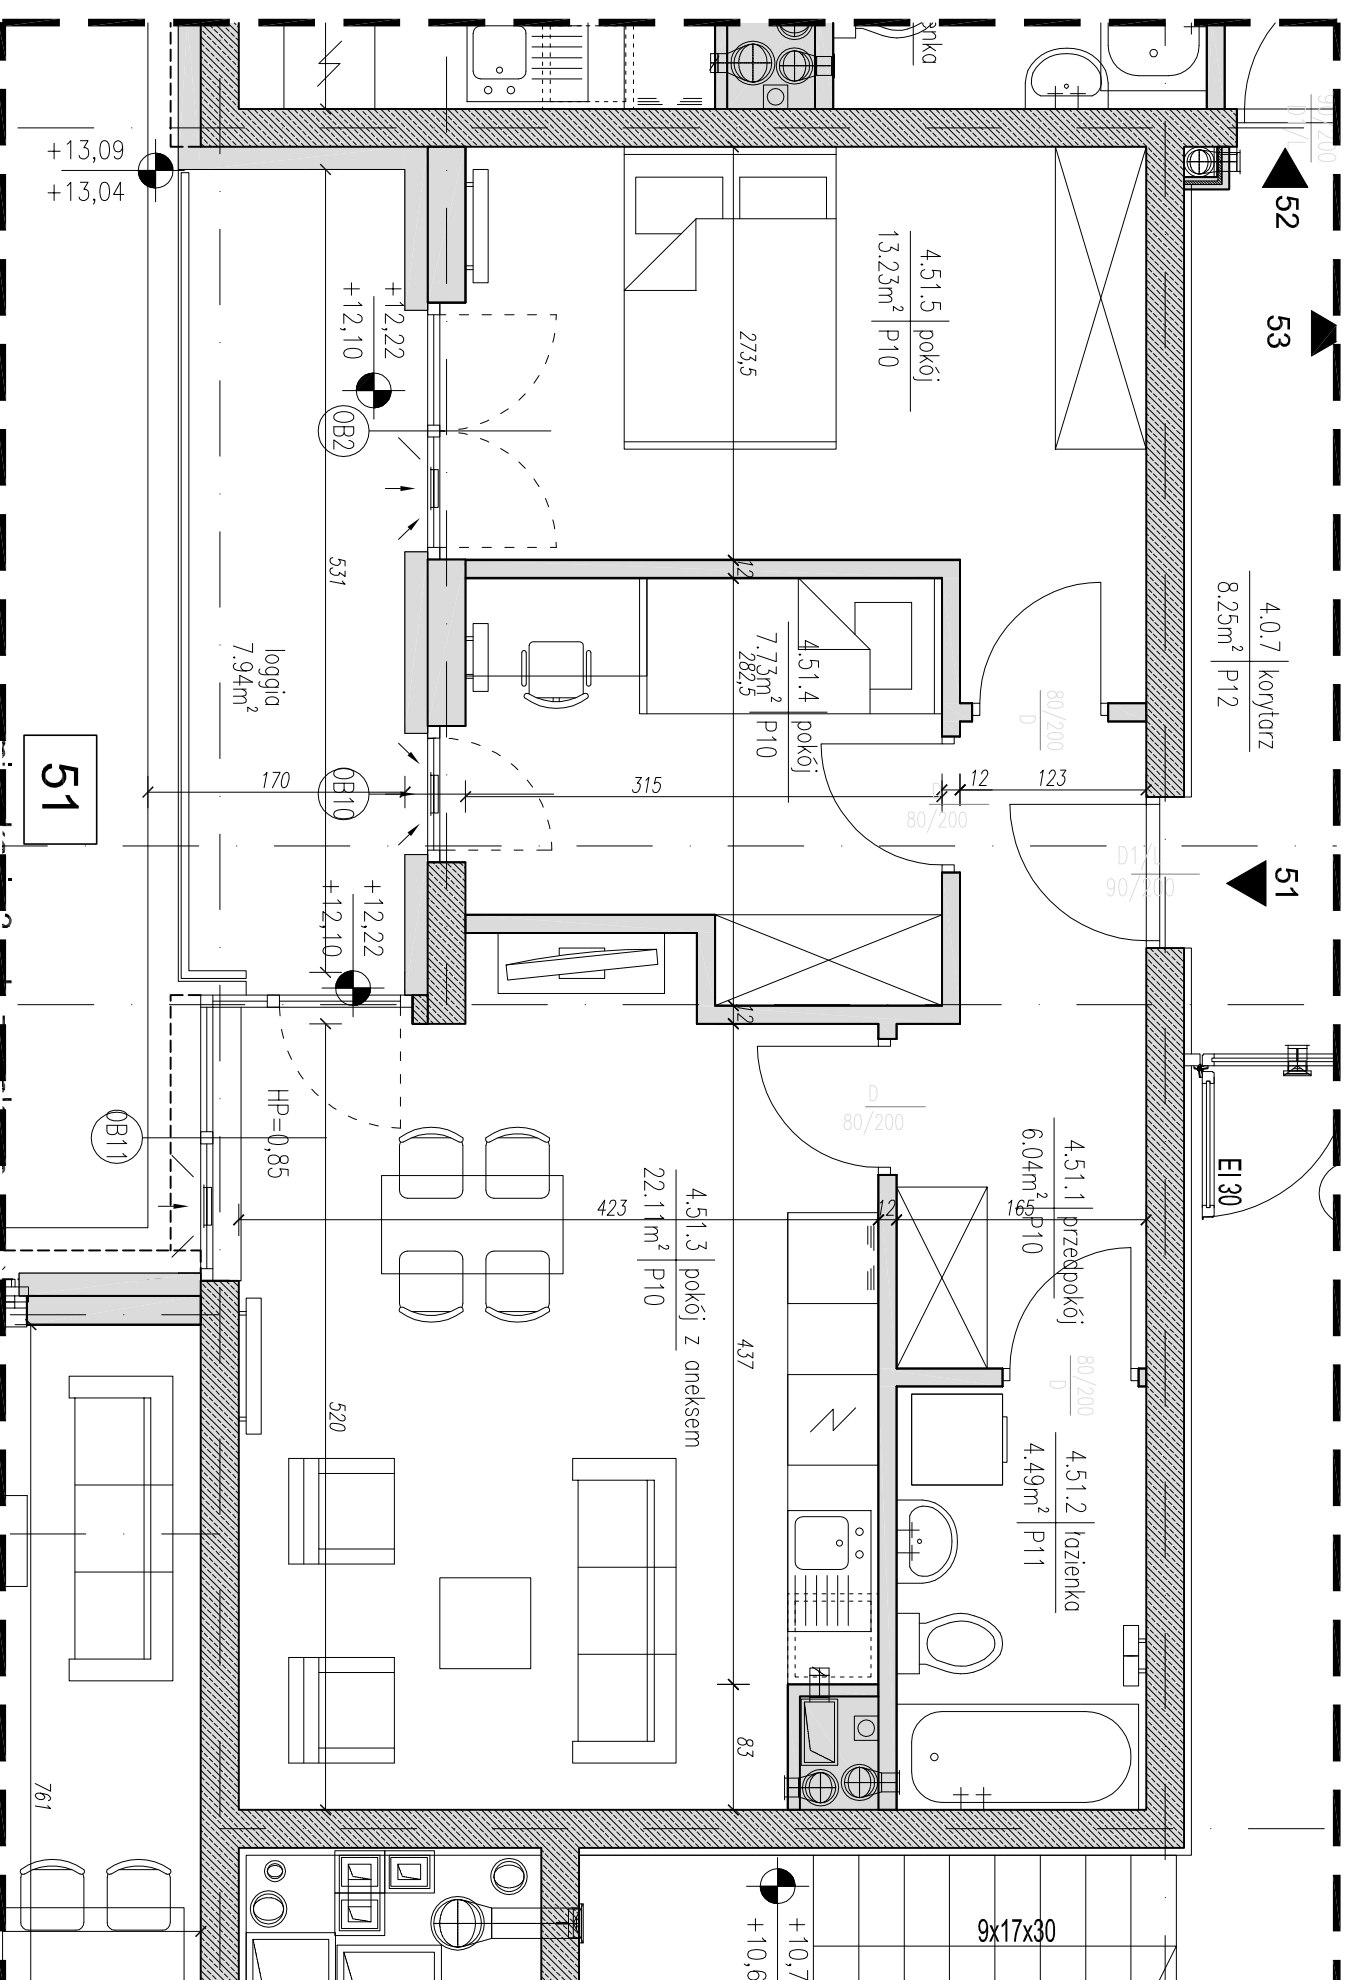 nka
90/200
D1/L
+13,09
+13,04
52
53
4.51.5 pokój
13.23m² P10
273,5
+12,22
+12,10
OB2
531
12
4.0.7 korytarz
8.25m² P12
loggia
7.94m²
4.51.4 pokój
7.73m² P10
282,5
80/200
D
51
170
OB10
315
12
123
80/200
D1/L
90/200
51
+12,22
+12,10
12
HP=0,85
OB11
D
80/200
4.51.1 przedpokój
6.04m² P10
EI 30
423
12
165
4.51.3 pokój z aneksem
22.11m² P10
437
80/200
D
520
4.51.2 łazienka
4.49m² P11
83
761
9x17x30
+10,7
+10,6